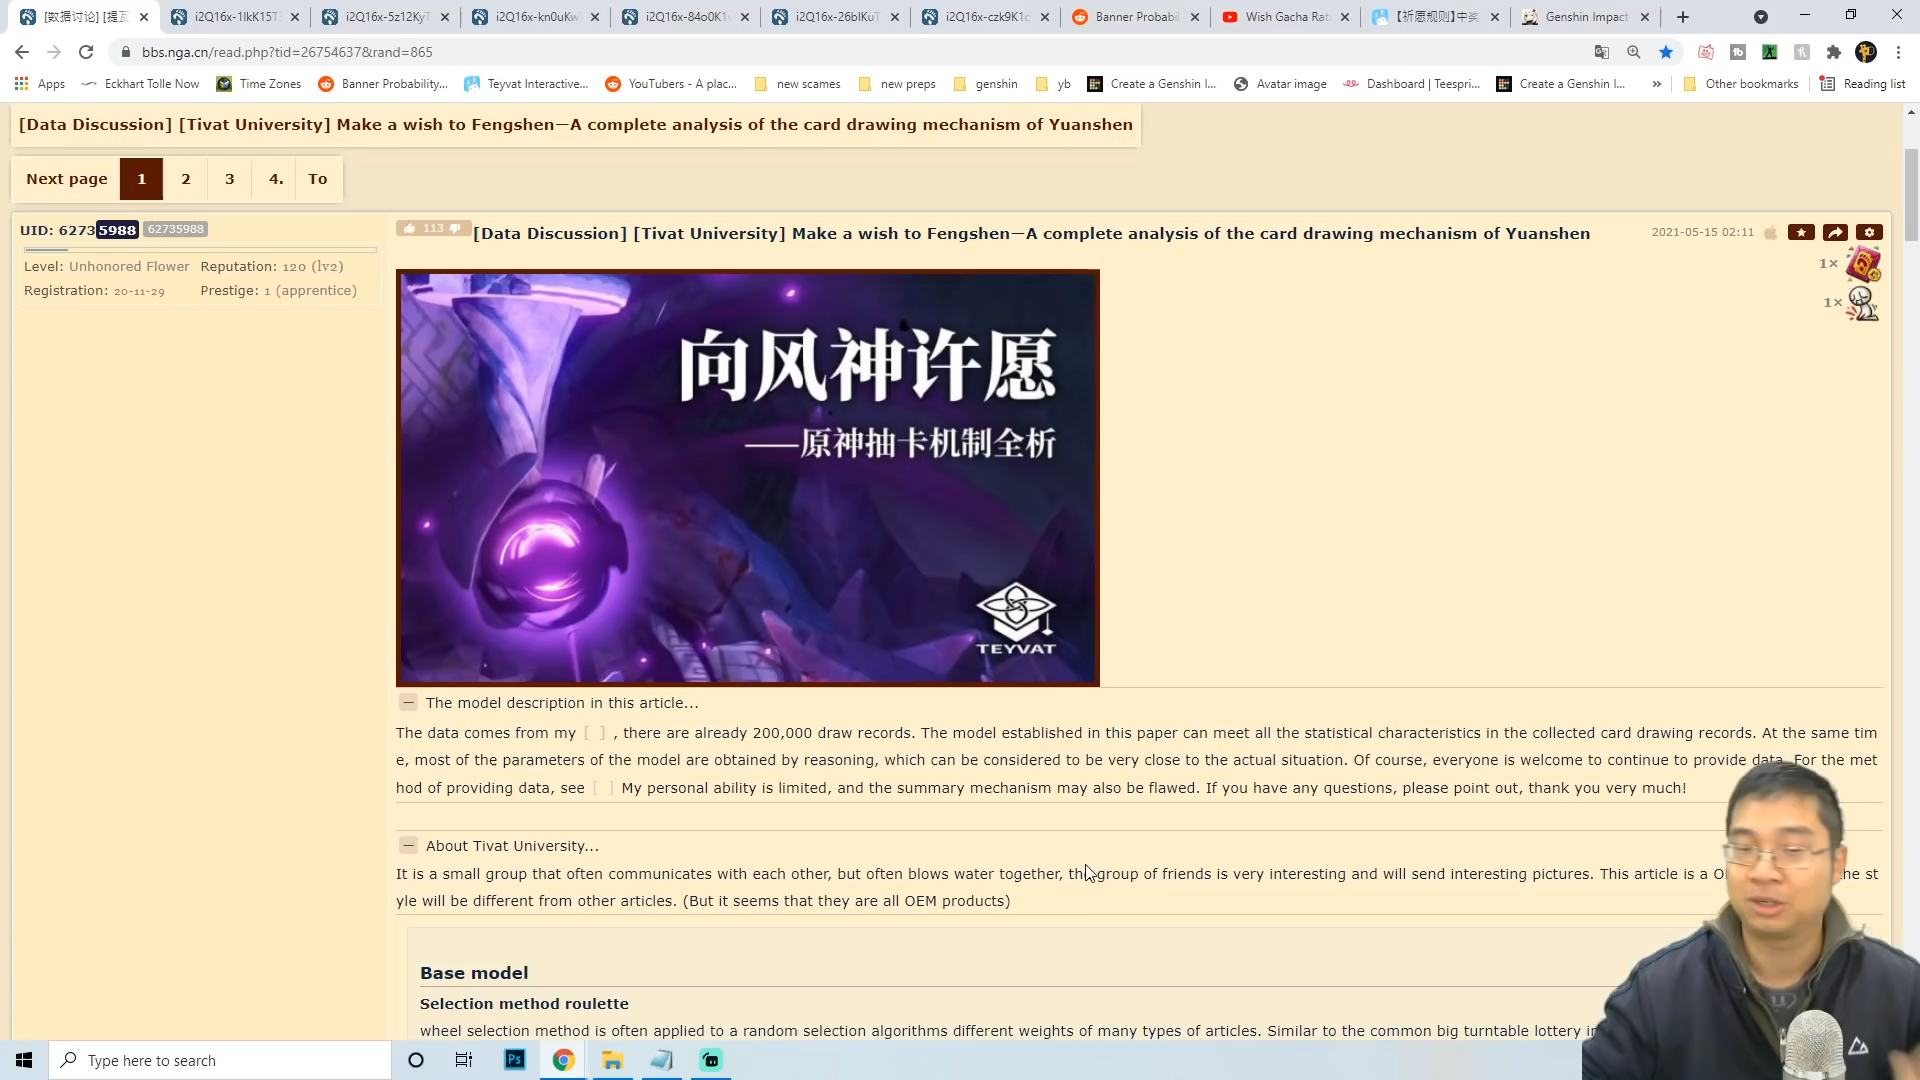 [数据讨论] [提瓦
i2Q16x-1lkK15T
i2Q16x-5z12KyT
i2Q16x-kn0uKw
i2Q16x-84o0K1
i2Q16x-26blKuT
i2Q16x-czk9K1c
Banner Probabil
Wish Gacha Rat
【祈愿规则】中奖
Genshin Impact
bbs.nga.cn/read.php?tid=26754637&rand=865
Apps
Eckhart Tolle Now
Time Zones
Banner Probability...
Teyvat Interactive...
YouTubers - A plac...
new scames
new preps
genshin
yb
Create a Genshin I...
Avatar image
Dashboard | Teespri...
Create a Genshin I...
»
Other bookmarks
Reading list
[Data Discussion] [Tivat University] Make a wish to Fengshen—A complete analysis of the card drawing mechanism of Yuanshen
Next page 1 2 3 4. To
UID: 62735988 62735988
Level: Unhonored Flower Reputation: 120 (lv2)
Registration: 20-11-29 Prestige: 1 (apprentice)
113
[Data Discussion] [Tivat University] Make a wish to Fengshen—A complete analysis of the card drawing mechanism of Yuanshen
2021-05-15 02:11
1×
1×
向风神许愿
——原神抽卡机制全析
TEYVAT
The model description in this article...
The data comes from my [ ] , there are already 200,000 draw records. The model established in this paper can meet all the statistical characteristics in the collected card drawing records. At the same tim
e, most of the parameters of the model are obtained by reasoning, which can be considered to be very close to the actual situation. Of course, everyone is welcome to continue to provide data. For the met
hod of providing data, see [ ] My personal ability is limited, and the summary mechanism may also be flawed. If you have any questions, please point out, thank you very much!
About Tivat University...
It is a small group that often communicates with each other, but often blows water together, the group of friends is very interesting and will send interesting pictures. This article is a he st
yle will be different from other articles. (But it seems that they are all OEM products)
Base model
Selection method roulette
wheel selection method is often applied to a random selection algorithms different weights of many types of articles. Similar to the common big turntable lottery i
Type here to search
Ps